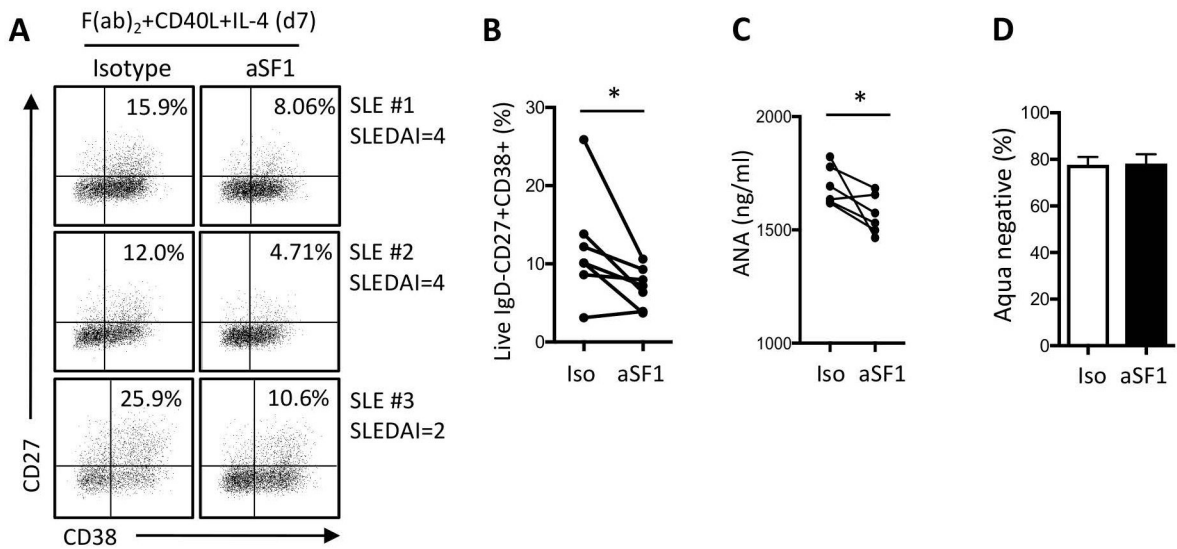 A
F(ab)₂+CD40L+IL-4 (d7)
Isotype
aSF1
15.9%
8.06%
SLE #1
SLEDAI=4
12.0%
4.71%
SLE #2
SLEDAI=4
25.9%
10.6%
SLE #3
SLEDAI=2
CD27
CD38
B
*
Live IgD-CD27+CD38+ (%)
30
20
10
0
Iso
aSF1
C
*
ANA (ng/ml)
2000
1500
1000
Iso
aSF1
D
Aqua negative (%)
100
80
60
40
20
0
Iso
aSF1